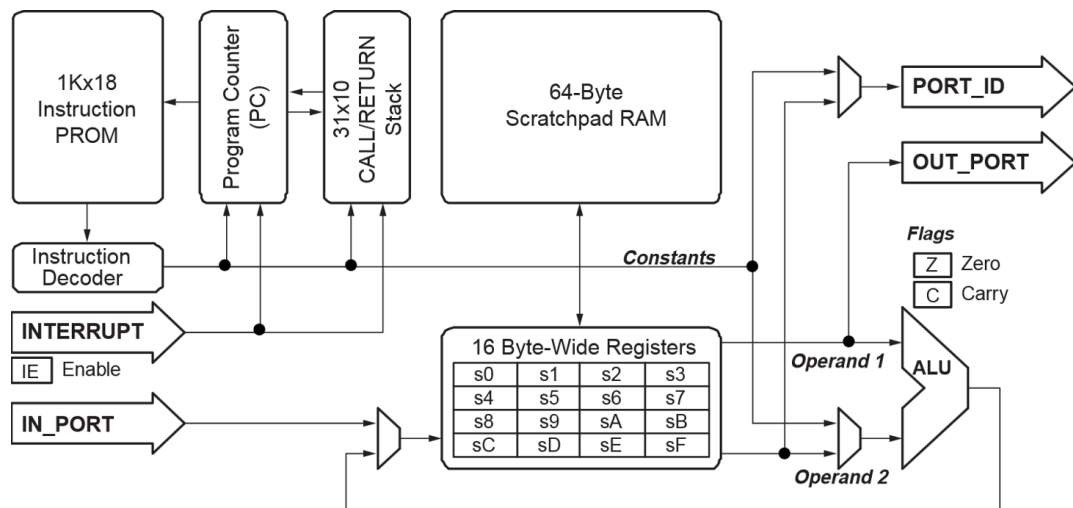 1Kx18
Instruction
PROM
Program Counter
(PC)
31x10
CALL/RETURN
Stack
64-Byte
Scratchpad RAM
PORT_ID
OUT_PORT
Instruction
Decoder
Constants
Flags
Z Zero
C Carry
INTERRUPT
IE Enable
IN_PORT
16 Byte-Wide Registers
s0 s1 s2 s3
s4 s5 s6 s7
s8 s9 sA sB
sC sD sE sF
Operand 1
ALU
Operand 2